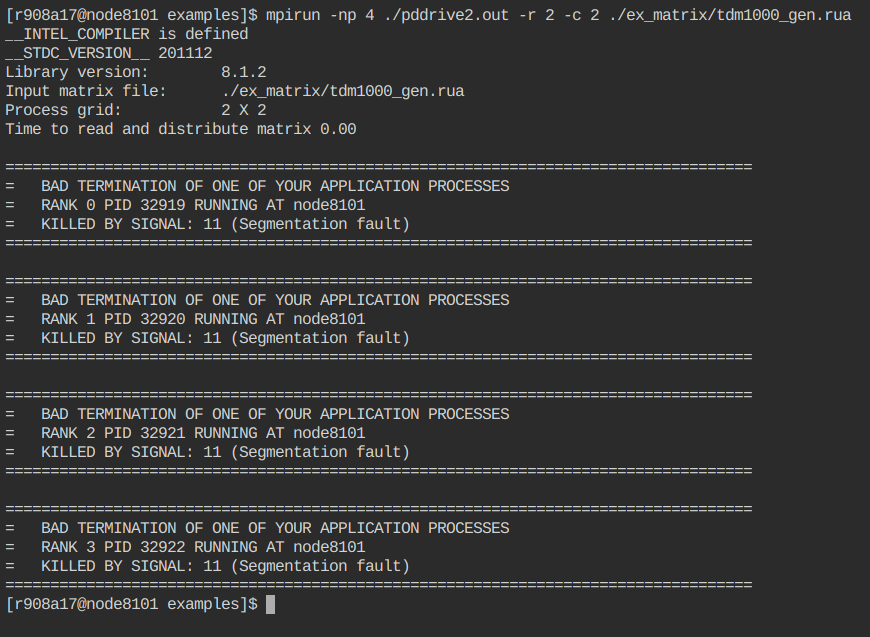 [r908a17@node8101 examples]$ mpirun -np 4 ./pddrive2.out -r 2 -c 2 ./ex_matrix/tdm1000_gen.rua
__INTEL_COMPILER is defined
__STDC_VERSION__ 201112
Library version:        8.1.2
Input matrix file:      ./ex_matrix/tdm1000_gen.rua
Process grid:           2 X 2
Time to read and distribute matrix 0.00
===================================================================================
=   BAD TERMINATION OF ONE OF YOUR APPLICATION PROCESSES
=   RANK 0 PID 32919 RUNNING AT node8101
=   KILLED BY SIGNAL: 11 (Segmentation fault)
===================================================================================
===================================================================================
=   BAD TERMINATION OF ONE OF YOUR APPLICATION PROCESSES
=   RANK 1 PID 32920 RUNNING AT node8101
=   KILLED BY SIGNAL: 11 (Segmentation fault)
===================================================================================
===================================================================================
=   BAD TERMINATION OF ONE OF YOUR APPLICATION PROCESSES
=   RANK 2 PID 32921 RUNNING AT node8101
=   KILLED BY SIGNAL: 11 (Segmentation fault)
===================================================================================
===================================================================================
=   BAD TERMINATION OF ONE OF YOUR APPLICATION PROCESSES
=   RANK 3 PID 32922 RUNNING AT node8101
=   KILLED BY SIGNAL: 11 (Segmentation fault)
===================================================================================
[r908a17@node8101 examples]$